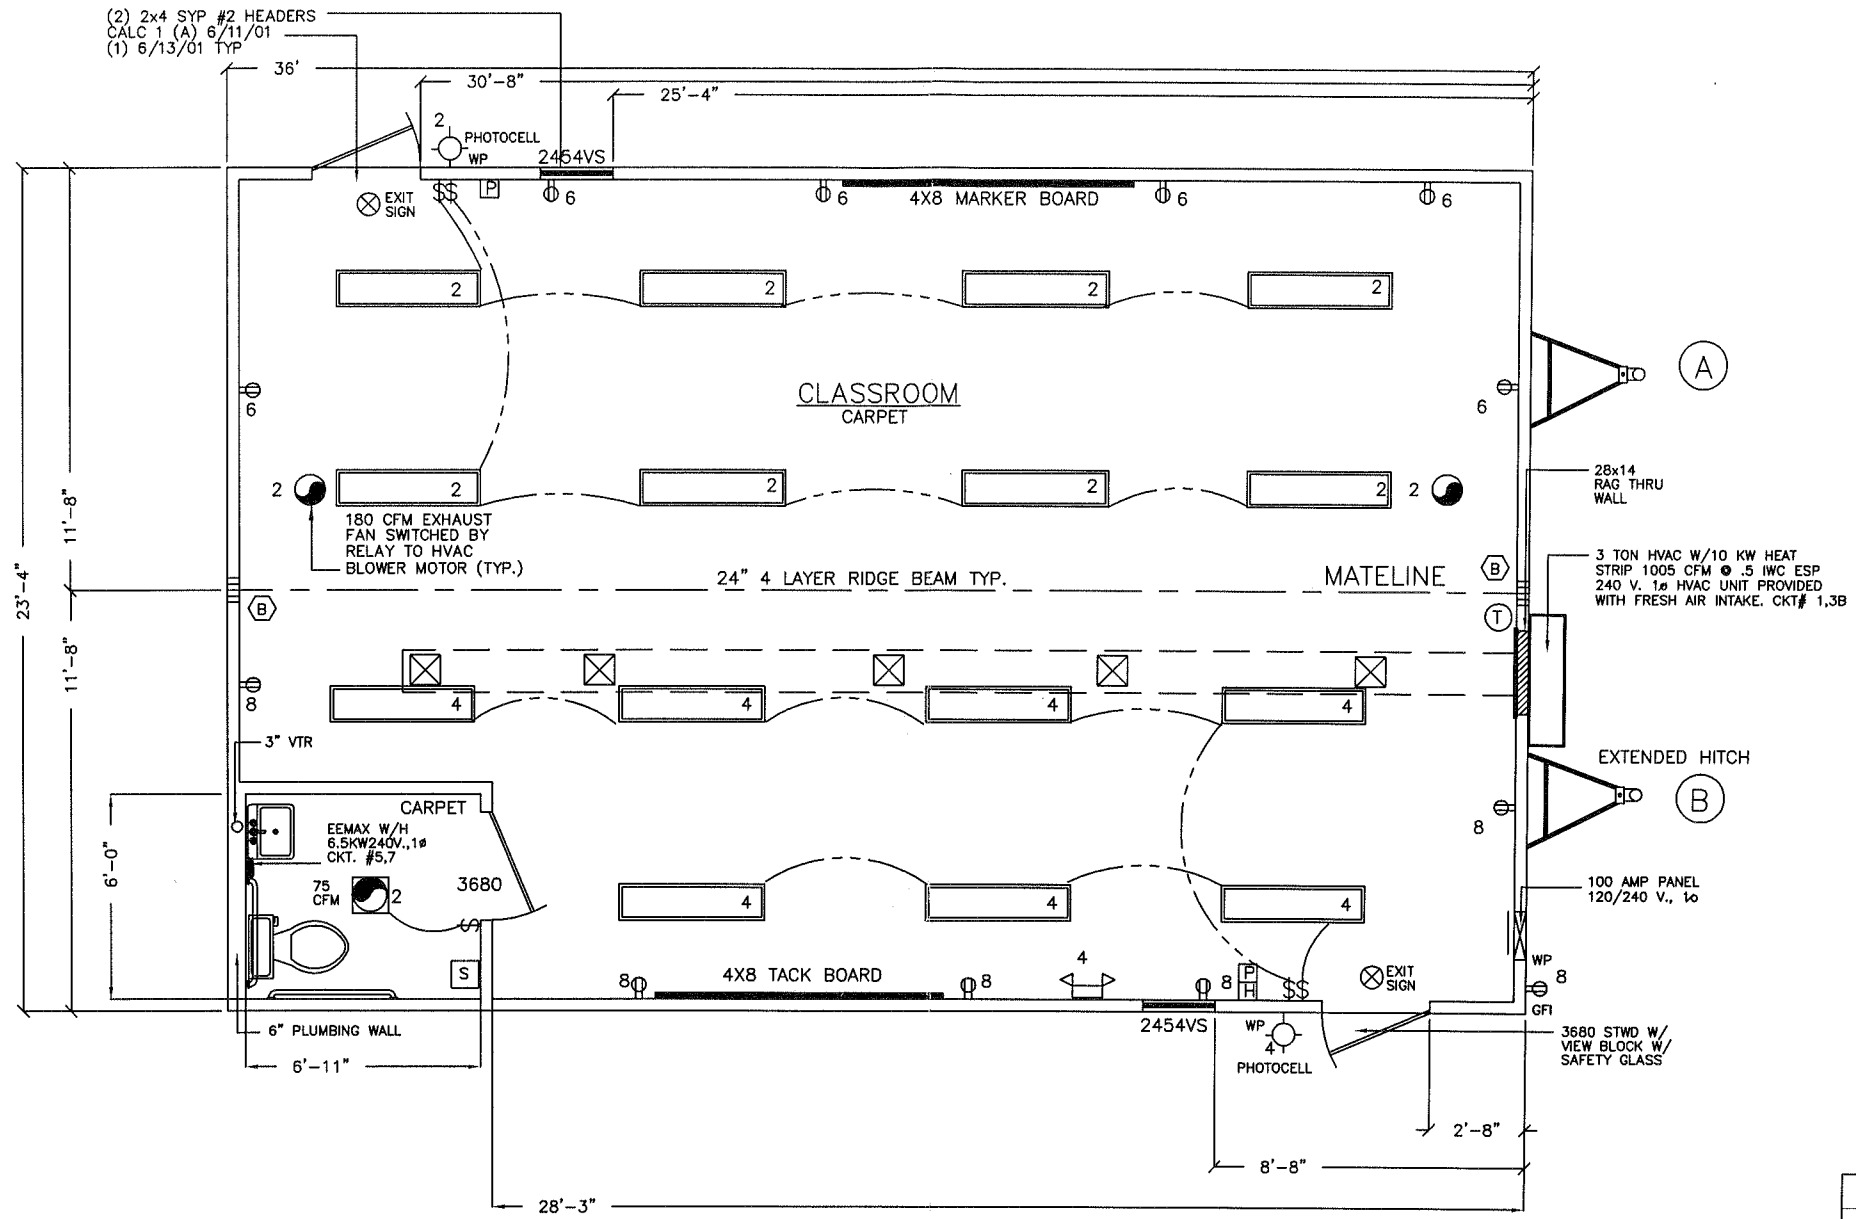 (2) 2x4 SYP #2 HEADERS
CALC 1 (A) 6/11/01
(1) 6/13/01 TYP
36'
30'-8"
25'-4"
2
PHOTOCELL
WP
2454VS
EXIT
SIGN
$$
P
6
6
4X8 MARKER BOARD
6
6
2
2
2
2
CLASSROOM
CARPET
6
6
A
2
2
2
2
2
2
180 CFM EXHAUST
FAN SWITCHED BY
RELAY TO HVAC
BLOWER MOTOR (TYP.)
28x14
RAG THRU
WALL
11'-8"
23'-4"
11'-8"
24" 4 LAYER RIDGE BEAM TYP.
MATELINE
B
B
T
3 TON HVAC W/10 KW HEAT
STRIP 1005 CFM @ .5 IWC ESP
240 V. 1ø HVAC UNIT PROVIDED
WITH FRESH AIR INTAKE. CKT# 1,3B
8
4
4
4
4
3" VTR
EXTENDED HITCH
B
8
CARPET
EEMAX W/H
6.5KW240V.,1ø
CKT. #5,7
6'-0"
75
CFM
2
3680
$
S
4
4
4
100 AMP PANEL
120/240 V., 1ø
8
4X8 TACK BOARD
8
4
8
P
H
$$
EXIT
SIGN
WP
8
GFI
6" PLUMBING WALL
2454VS
WP
4
PHOTOCELL
3680 STWD W/
VIEW BLOCK W/
SAFETY GLASS
6'-11"
2'-8"
8'-8"
28'-3"